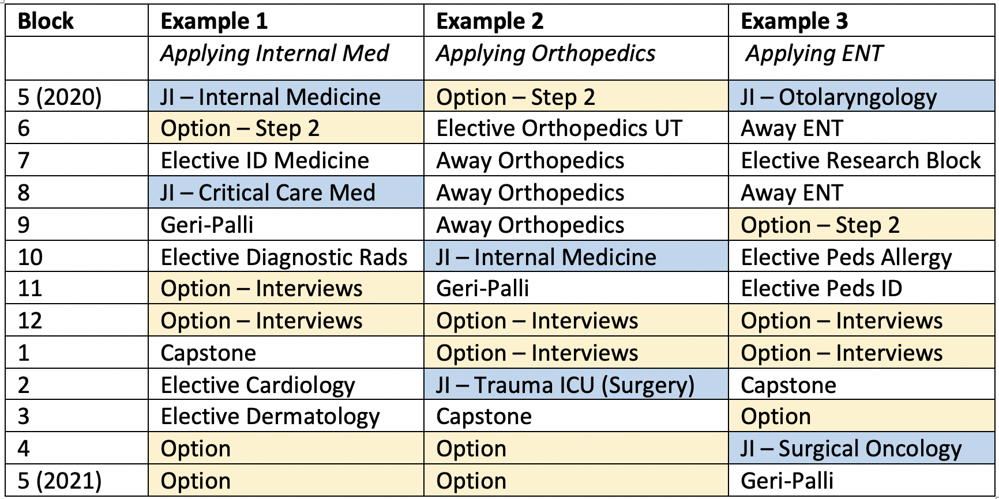 Block Example 1 Example 2 Example 3
Applying Internal Med Applying Orthopedics Applying ENT
5 (2020) JI – Internal Medicine Option – Step 2 JI – Otolaryngology
6 Option – Step 2 Elective Orthopedics UT Away ENT
7 Elective ID Medicine Away Orthopedics Elective Research Block
8 JI – Critical Care Med Away Orthopedics Away ENT
9 Geri-Palli Away Orthopedics Option – Step 2
10 Elective Diagnostic Rads JI – Internal Medicine Elective Peds Allergy
11 Option – Interviews Geri-Palli Elective Peds ID
12 Option – Interviews Option – Interviews Option – Interviews
1 Capstone Option – Interviews Option – Interviews
2 Elective Cardiology JI – Trauma ICU (Surgery) Capstone
3 Elective Dermatology Capstone Option
4 Option Option JI – Surgical Oncology
5 (2021) Option Option Geri-Palli